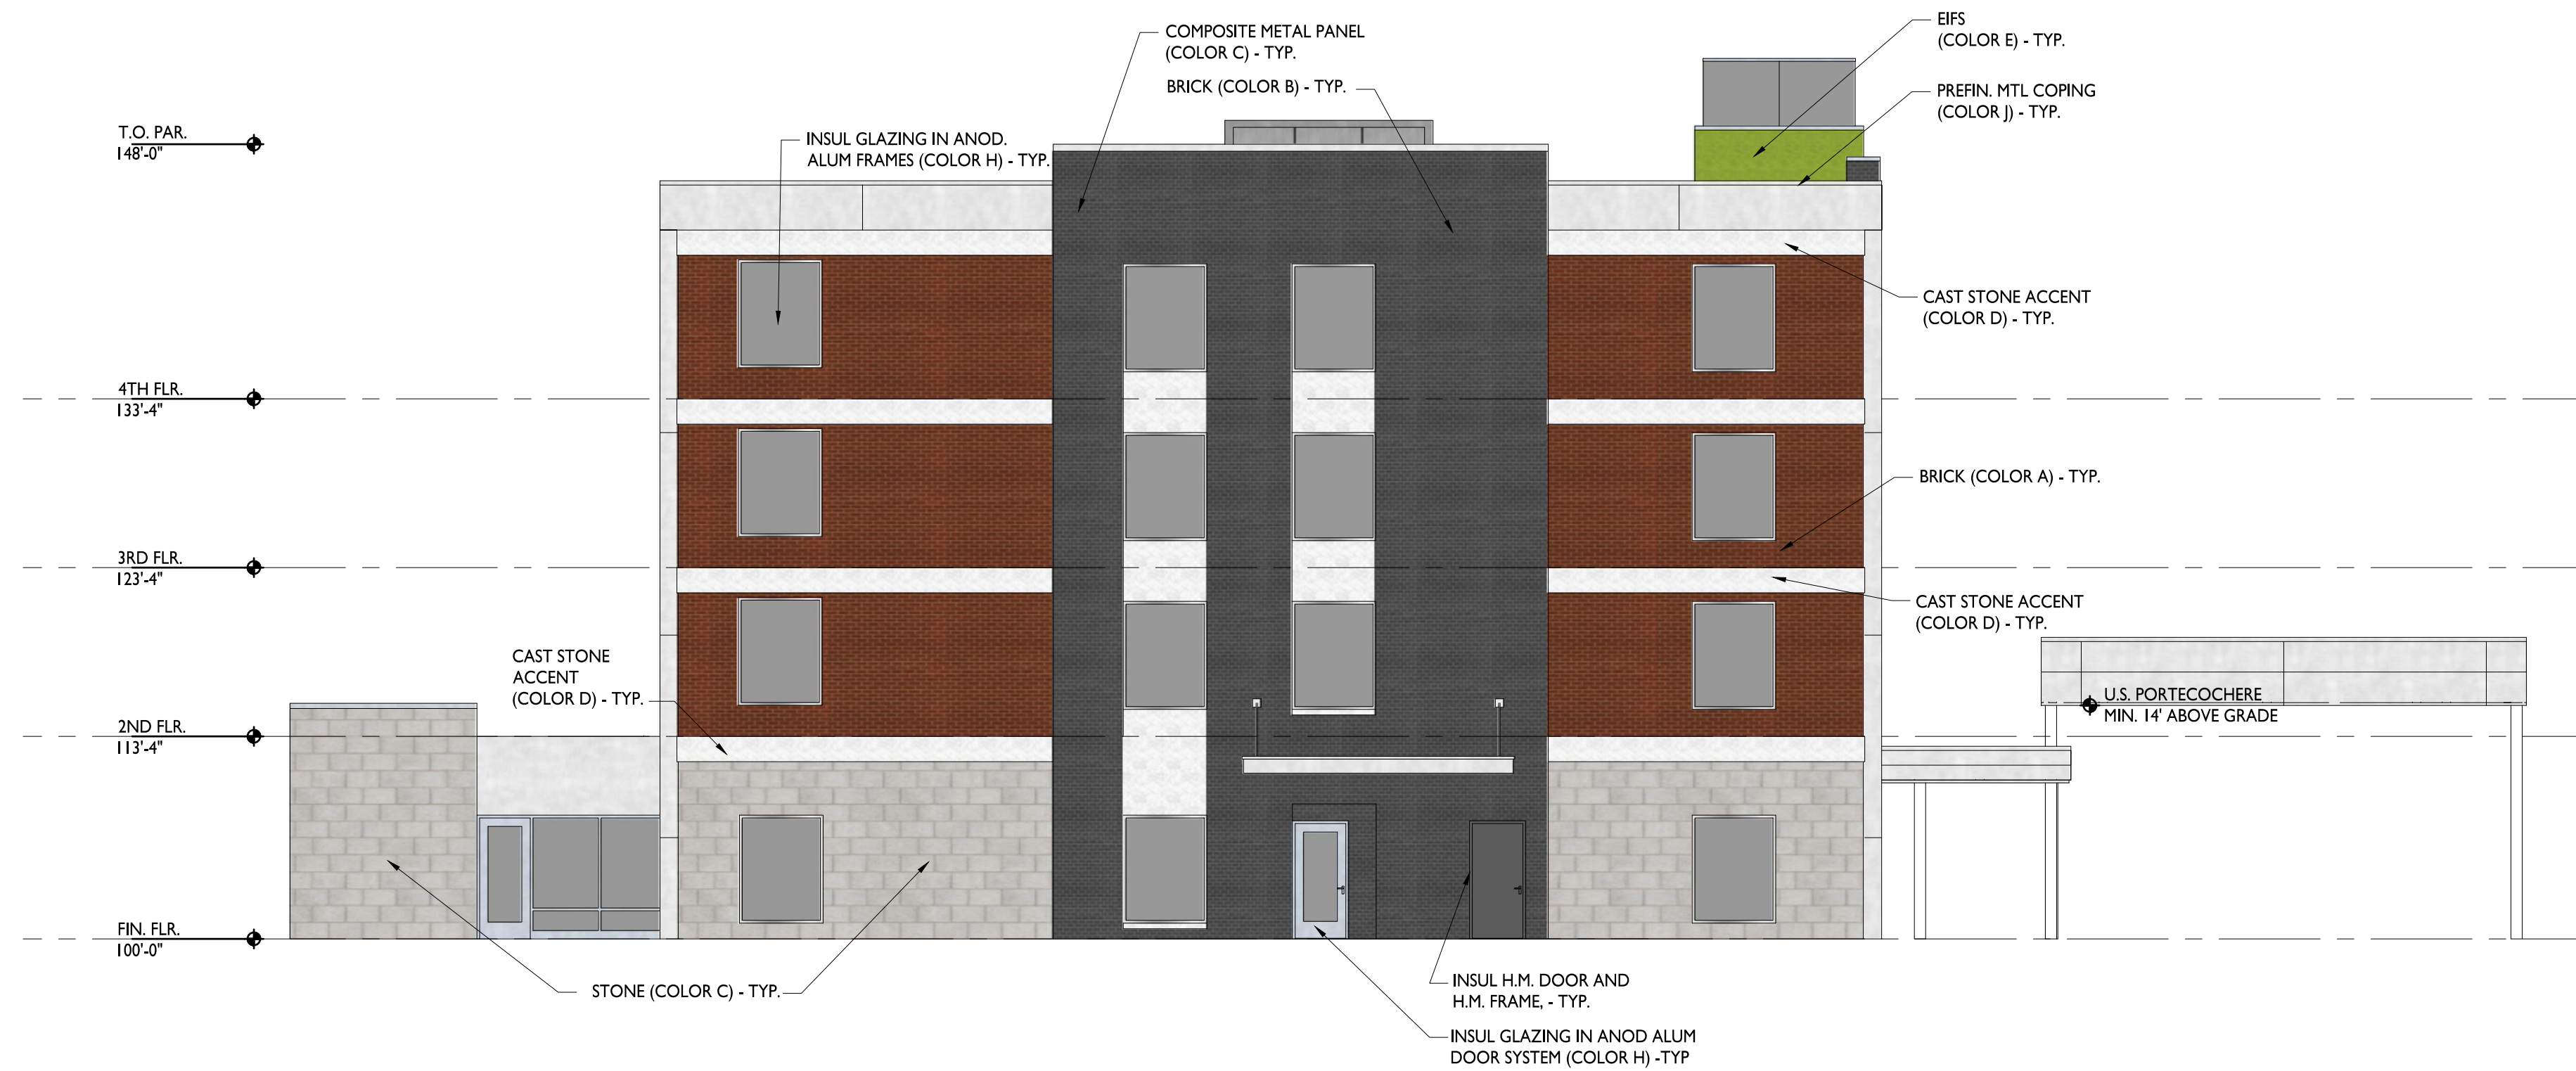 COMPOSITE METAL PANEL
(COLOR C) - TYP.
BRICK (COLOR B) - TYP.
EIFS
(COLOR E) - TYP.
PREFIN. MTL COPING
(COLOR J) - TYP.
T.O. PAR.
148'-0"
INSUL GLAZING IN ANOD.
ALUM FRAMES (COLOR H) - TYP.
CAST STONE ACCENT
(COLOR D) - TYP.
4TH FLR.
133'-4"
BRICK (COLOR A) - TYP.
3RD FLR.
123'-4"
CAST STONE ACCENT
(COLOR D) - TYP.
CAST STONE
ACCENT
(COLOR D) - TYP.
U.S. PORTECOCHERE
MIN. 14' ABOVE GRADE
2ND FLR.
113'-4"
FIN. FLR.
100'-0"
STONE (COLOR C) - TYP.
INSUL H.M. DOOR AND
H.M. FRAME, - TYP.
INSUL GLAZING IN ANOD ALUM
DOOR SYSTEM (COLOR H) -TYP